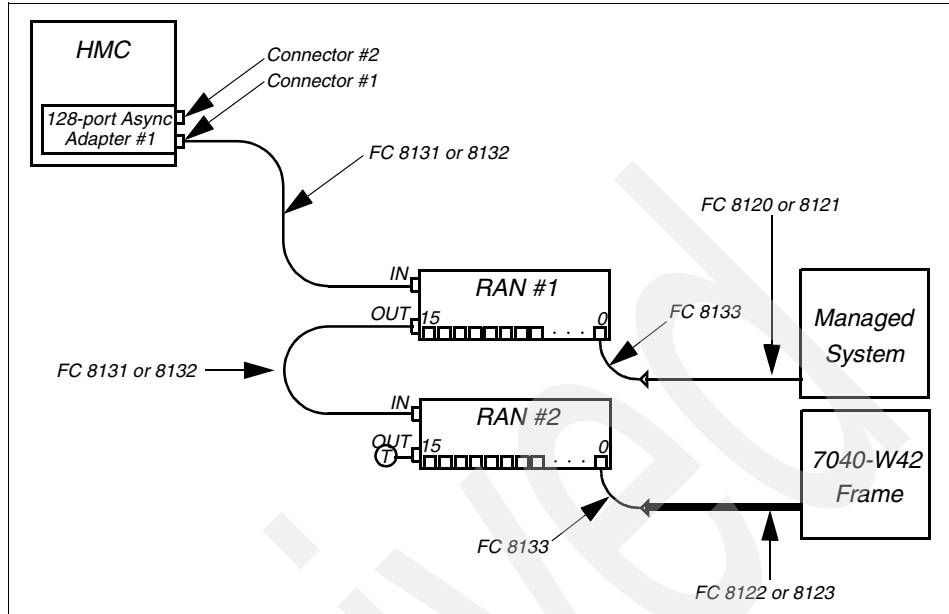 HMC
Connector #2
Connector #1
128-port Async
Adapter #1
FC 8131 or 8132
FC 8120 or 8121
IN
RAN #1
OUT
15
. . .
0
FC 8133
Managed
System
FC 8131 or 8132
IN
RAN #2
OUT
15
. . .
0
T
7040-W42
Frame
FC 8133
FC 8122 or 8123
ived